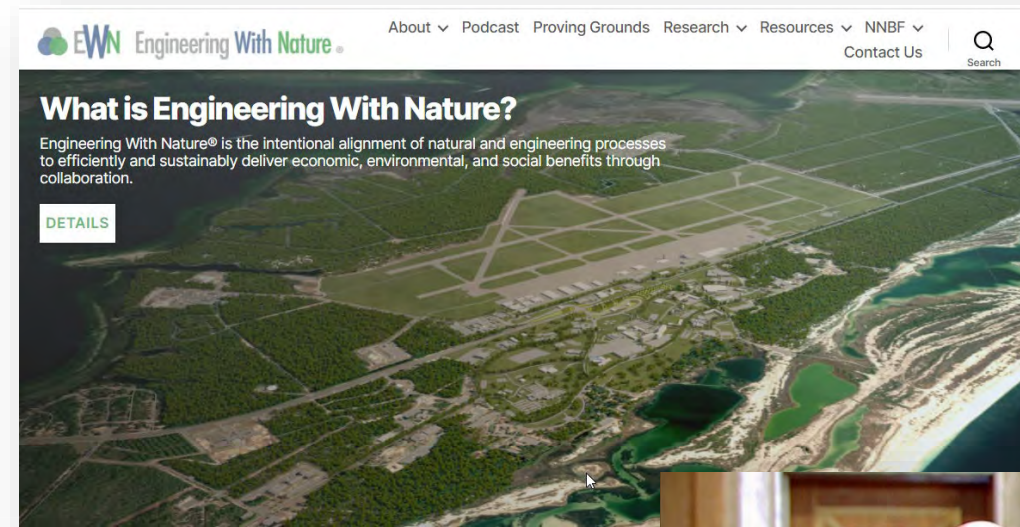 EWN Engineering With Nature ®
About Podcast Proving Grounds Research Resources NNBF
Contact Us
Search
What is Engineering With Nature?
Engineering With Nature® is the intentional alignment of natural and engineering processes
to efficiently and sustainably deliver economic, environmental, and social benefits through
collaboration.
DETAILS